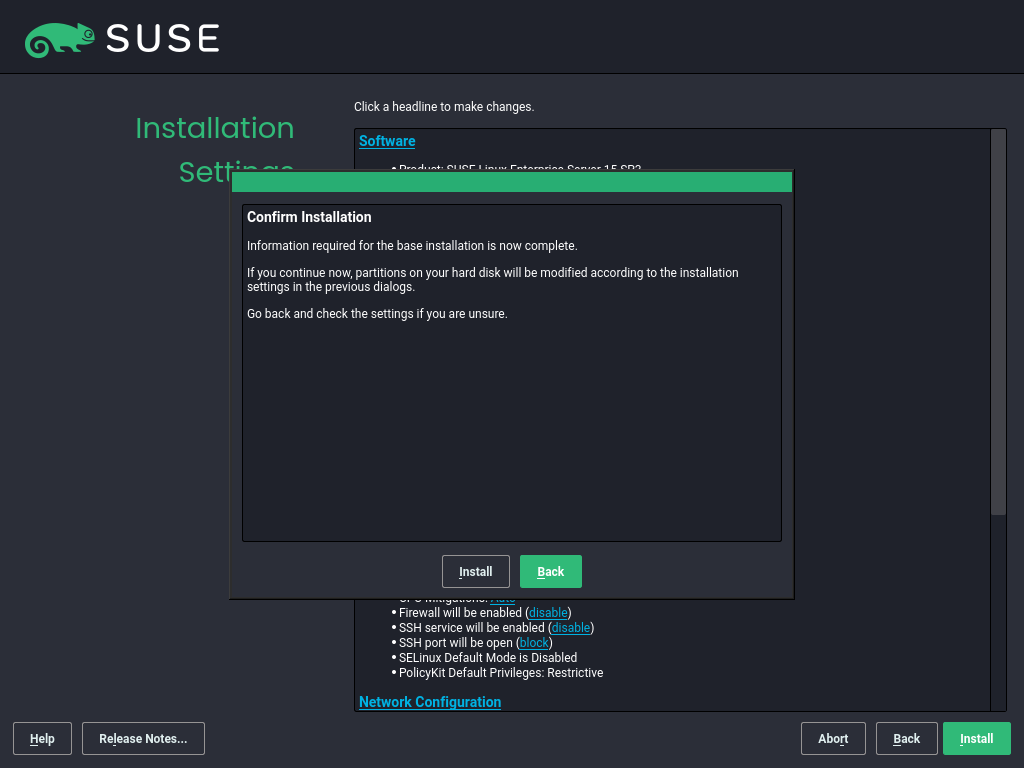 SUSE
Installation
Settings
Click a headline to make changes.
Software
• Product: SUSE Linux Enterprise Server 15 SP2
Confirm Installation
Information required for the base installation is now complete.
If you continue now, partitions on your hard disk will be modified according to the installation
settings in the previous dialogs.
Go back and check the settings if you are unsure.
Install Back
• CPU Mitigations: Auto
• Firewall will be enabled (disable)
• SSH service will be enabled (disable)
• SSH port will be open (block)
• SELinux Default Mode is Disabled
• PolicyKit Default Privileges: Restrictive
Network Configuration
Help Release Notes... Abort Back Install